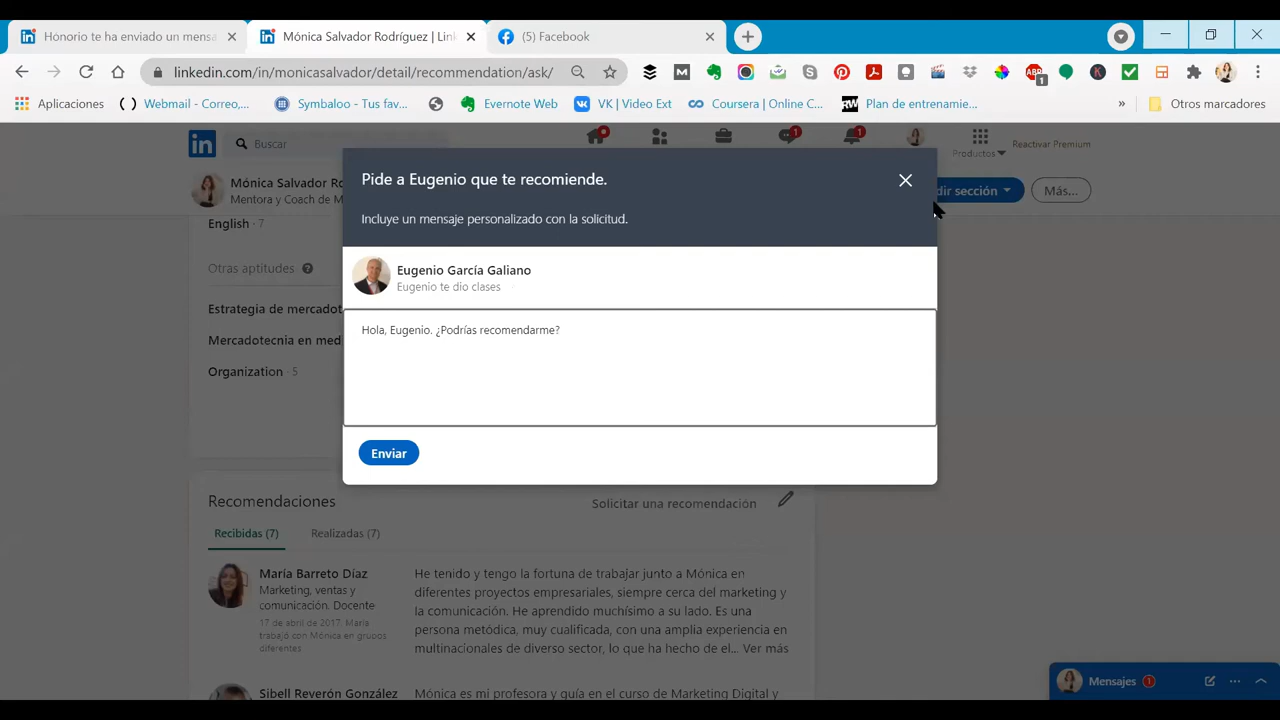 Honorio te ha enviado un mensa
Mónica Salvador Rodríguez | Link
(5) Facebook
linkedin.com/in/monicasalvador/detail/recommendation/ask/
1
Aplicaciones
Webmail - Correo,...
Symbaloo - Tus fav...
Evernote Web
VK | Video Ext
Coursera | Online C...
RW
Plan de entrenamie...
»
Otros marcadores
in
Buscar
1
1
Productos
Reactivar Premium
Mónica Salvador Ro
Mentora y Coach de M
dir sección
Más...
Pide a Eugenio que te recomiende.
Incluye un mensaje personalizado con la solicitud.
English · 7
Otras aptitudes
Estrategia de mercadot
Mercadotecnia en med
Organization · 5
Eugenio García Galiano
Eugenio te dio clases
Hola, Eugenio. ¿Podrías recomendarme?
Enviar
Recomendaciones
Solicitar una recomendación
Recibidas (7)
Realizadas (7)
María Barreto Díaz
Marketing, ventas y
comunicación. Docente
17 de abril de 2017. María
trabajó con Mónica en grupos
diferentes
He tenido y tengo la fortuna de trabajar junto a Mónica en
diferentes proyectos empresariales, siempre cerca del marketing y
la comunicación. He aprendido muchísimo a su lado. Es una
persona metódica, muy cualificada, con una amplia experiencia en
multinacionales de diverso sector, lo que ha hecho de el... Ver más
Sibell Reverón González
Mónica es mi profesora y guía en el curso de Marketing Digital y
Mensajes
1